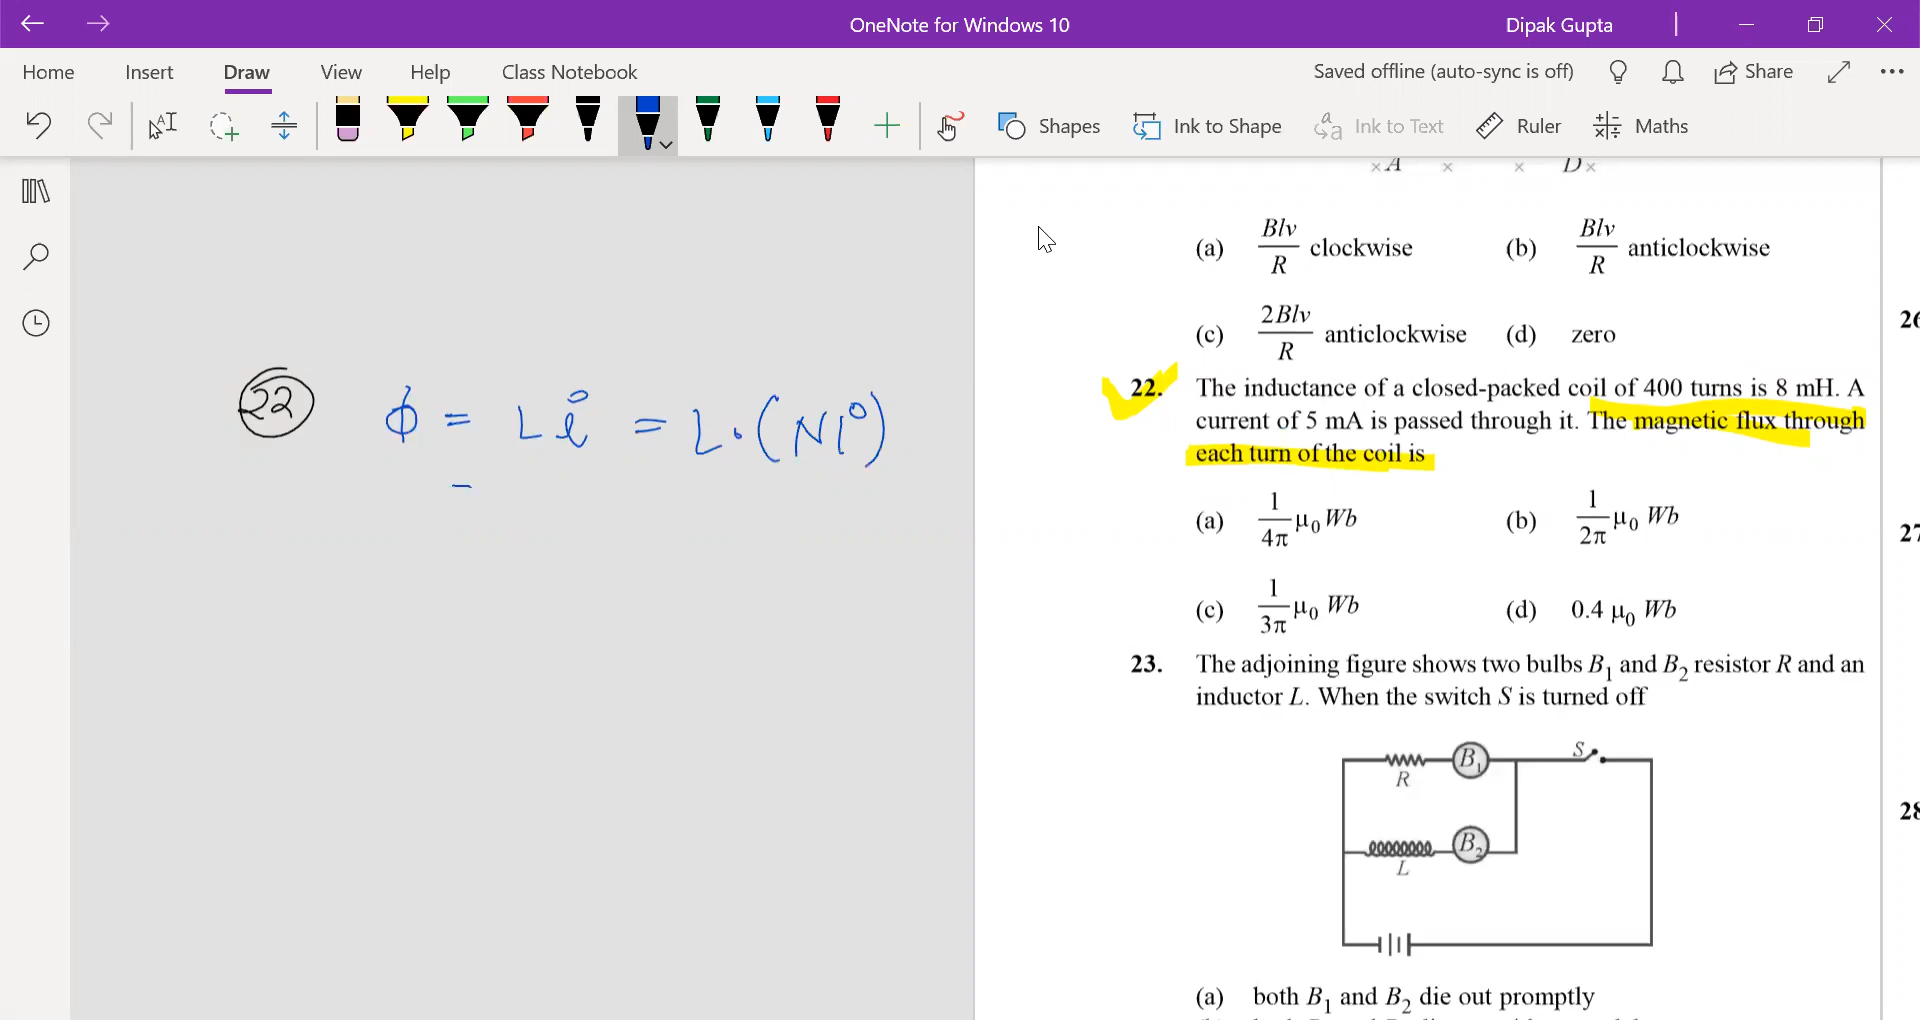 OneNote for Windows 10
Dipak Gupta
Home Insert Draw View Help Class Notebook
Saved offline (auto-sync is off) Share
Shapes Ink to Shape Ink to Text Ruler Maths
×A × × D×
(a) Blv/R clockwise (b) Blv/R anticlockwise
(c) 2Blv/R anticlockwise (d) zero
26
22. The inductance of a closed-packed coil of 400 turns is 8 mH. A
current of 5 mA is passed through it. The magnetic flux through
each turn of the coil is
(a) 1/4π μ₀ Wb (b) 1/2π μ₀ Wb
27
(c) 1/3π μ₀ Wb (d) 0.4 μ₀ Wb
23. The adjoining figure shows two bulbs B₁ and B₂ resistor R and an
inductor L. When the switch S is turned off
R B₁ S
L B₂
28
(a) both B₁ and B₂ die out promptly
22 ϕ = Li = L.(Ni)
=